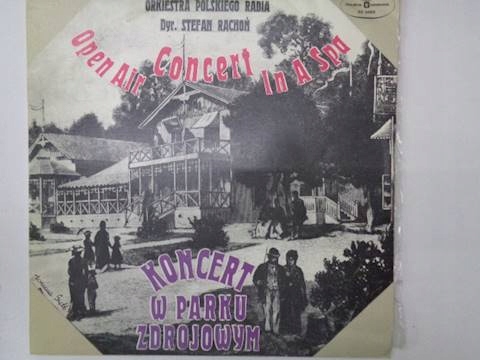 ORKIESTRA POLSKIEGO RADIA
Dyr. STEFAN RACHOŃ
Open Air Concert In A Spa
KONCERT
W PARKU
ZDROJOWYM